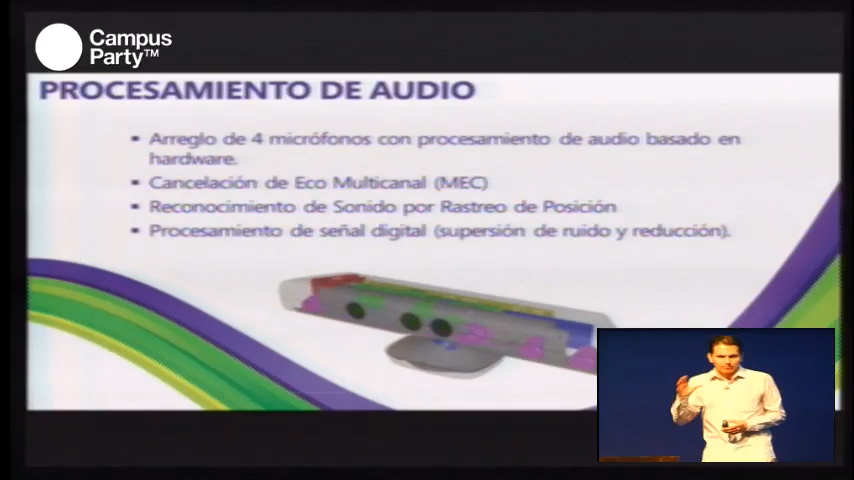 Campus
Party™
PROCESAMIENTO DE AUDIO
▪ Arreglo de 4 micrófonos con procesamiento de audio basado en
hardware.
▪ Cancelación de Eco Multicanal (MEC)
▪ Reconocimiento de Sonido por Rastreo de Posición
▪ Procesamiento de señal digital (supersión de ruido y reducción).